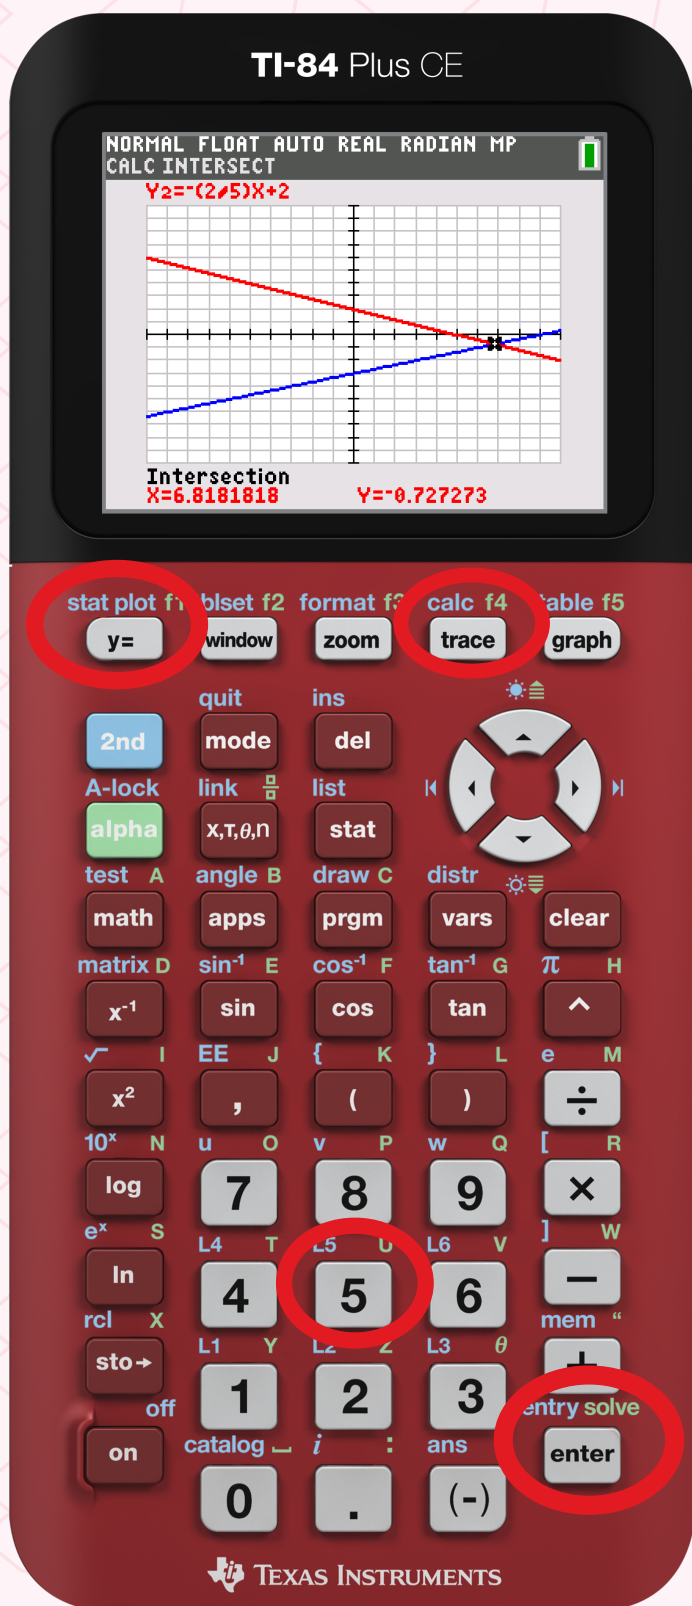 TI-84 Plus CE
NORMAL FLOAT AUTO REAL RADIAN MP
CALC INTERSECT
Y2=-(2/5)X+2
Intersection
X=6.8181818 Y=-0.727273
stat plot f1 blset f2 format f3 calc f4 table f5
y= window zoom trace graph
quit ins
2nd mode del
A-lock link list
alpha X,T,θ,n stat
test A angle B draw C distr
math apps prgm vars clear
matrix D sin-1 E cos-1 F tan-1 G π H
x-1 sin cos tan ^
√ I EE J { K } L e M
x2 , ( ) ÷
10x N u O v P w Q [ R
log 7 8 9 ×
ex S L4 T L5 U L6 V ] W
ln 4 5 6 −
rcl X L1 Y L2 Z L3 θ mem “
sto→ 1 2 3 +
off catalog i : ans entry solve
on 0 . (-) enter
TEXAS INSTRUMENTS